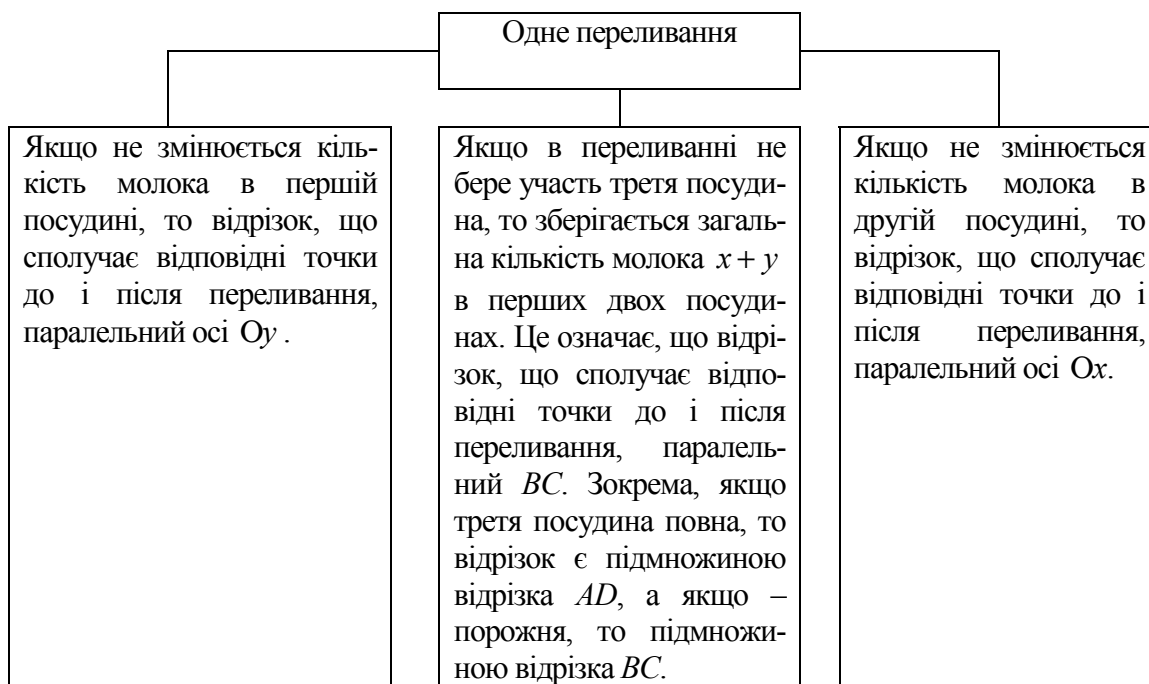 Одне переливання
Якщо не змінюється кіль-
кість молока в першій
посудині, то відрізок, що
сполучає відповідні точки
до і після переливання,
паралельний осі Oy .
Якщо в переливанні не
бере участь третя посуди-
на, то зберігається загаль-
на кількість молока x + y
в перших двох посуди-
нах. Це означає, що відрі-
зок, що сполучає відпо-
відні точки до і після
переливання, паралель-
ний BC. Зокрема, якщо
третя посудина повна, то
відрізок є підмножиною
відрізка AD, а якщо –
порожня, то підмножи-
ною відрізка BC.
Якщо не змінюється
кількість молока в
другій посудині, то
відрізок, що сполучає
відповідні точки до і
після переливання,
паралельний осі Ox.